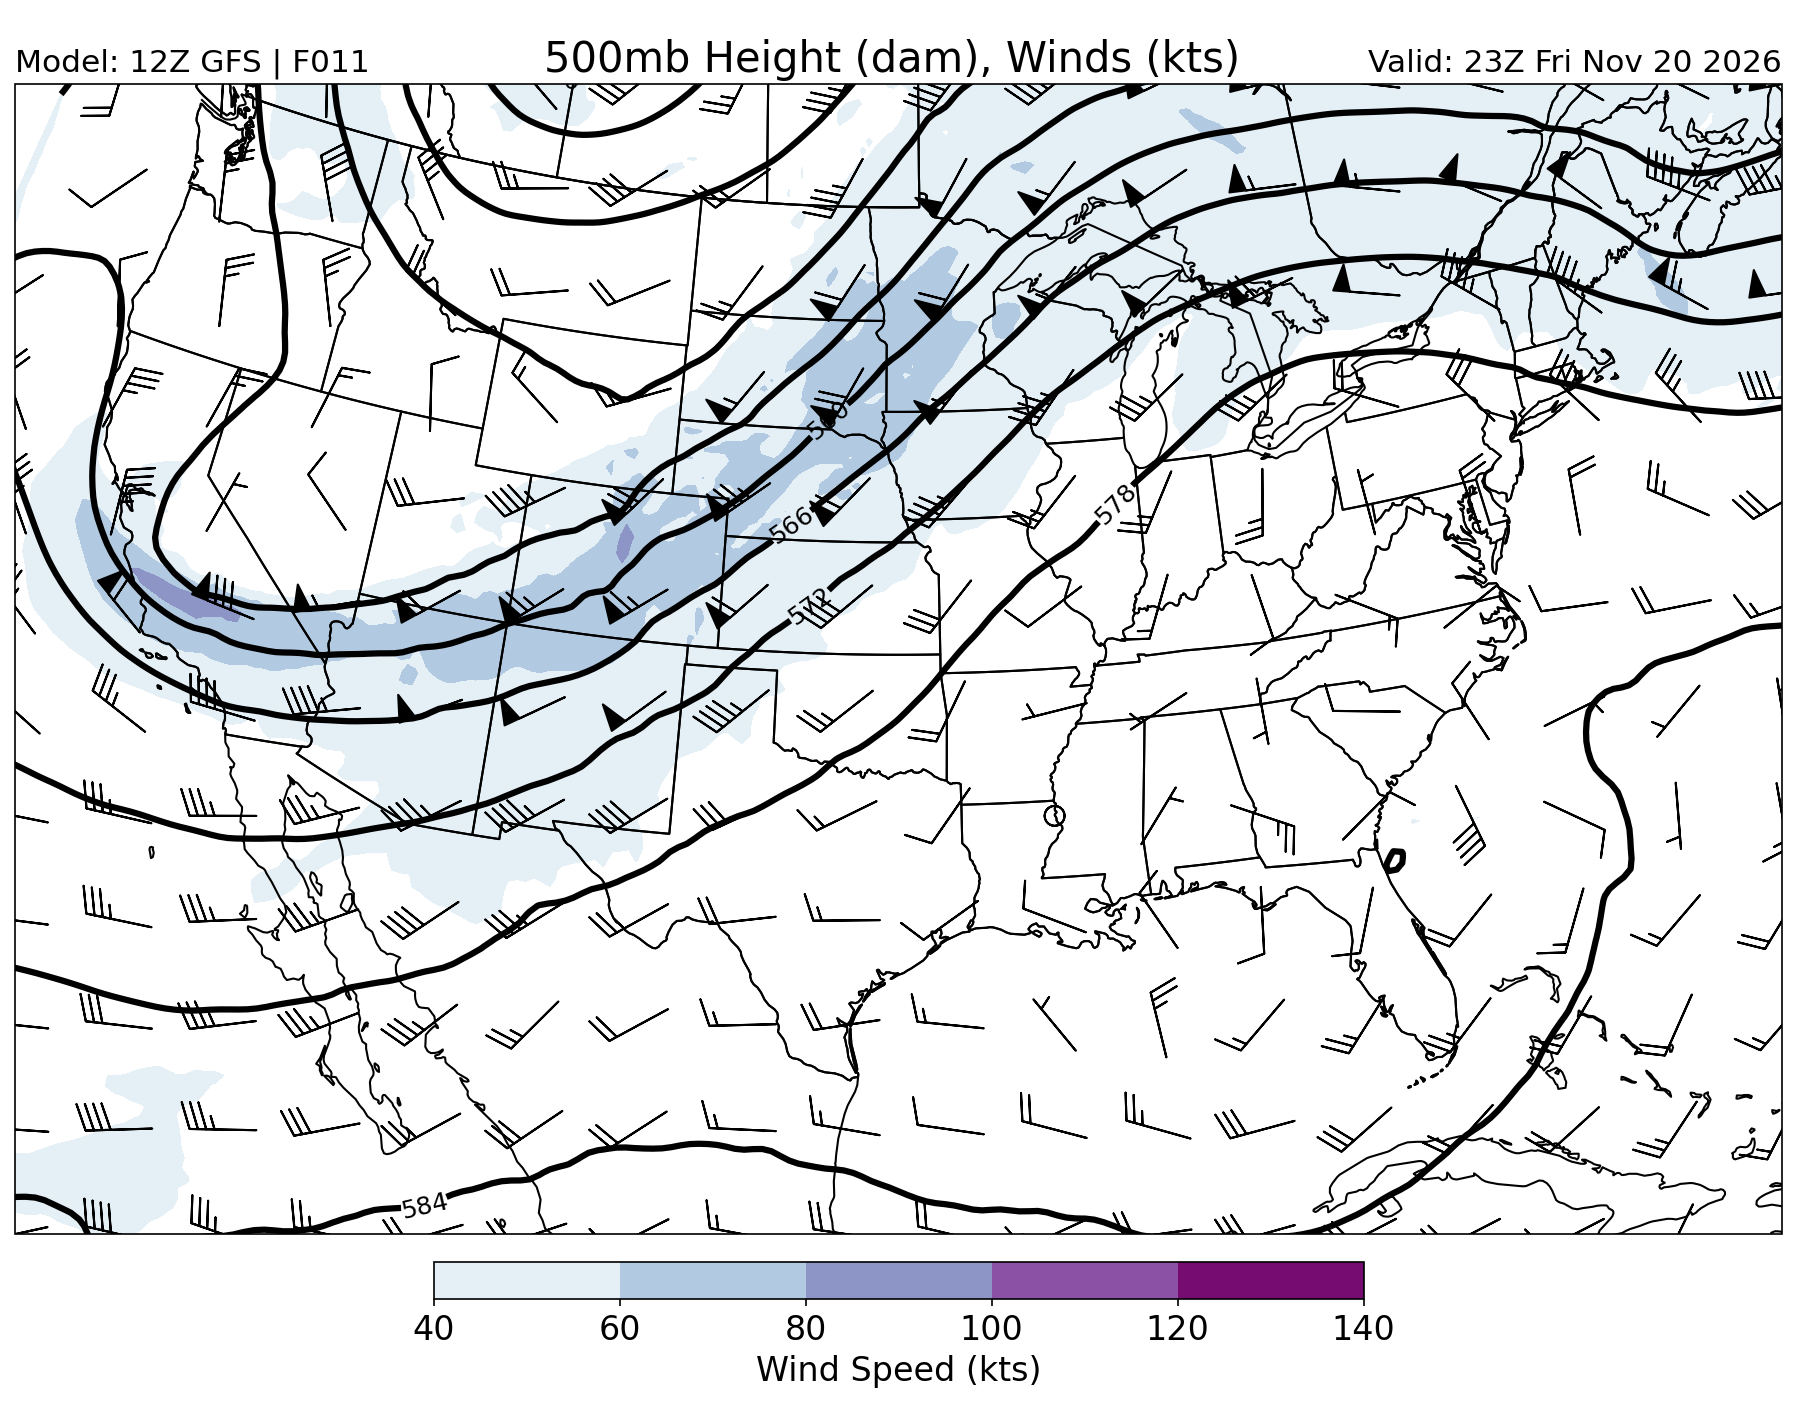 500mb Height (dam), Winds (kts)
Model: 12Z GFS | F011
Valid: 23Z Fri Nov 20 2026
566
578
572
584
40 60 80 100 120 140
Wind Speed (kts)